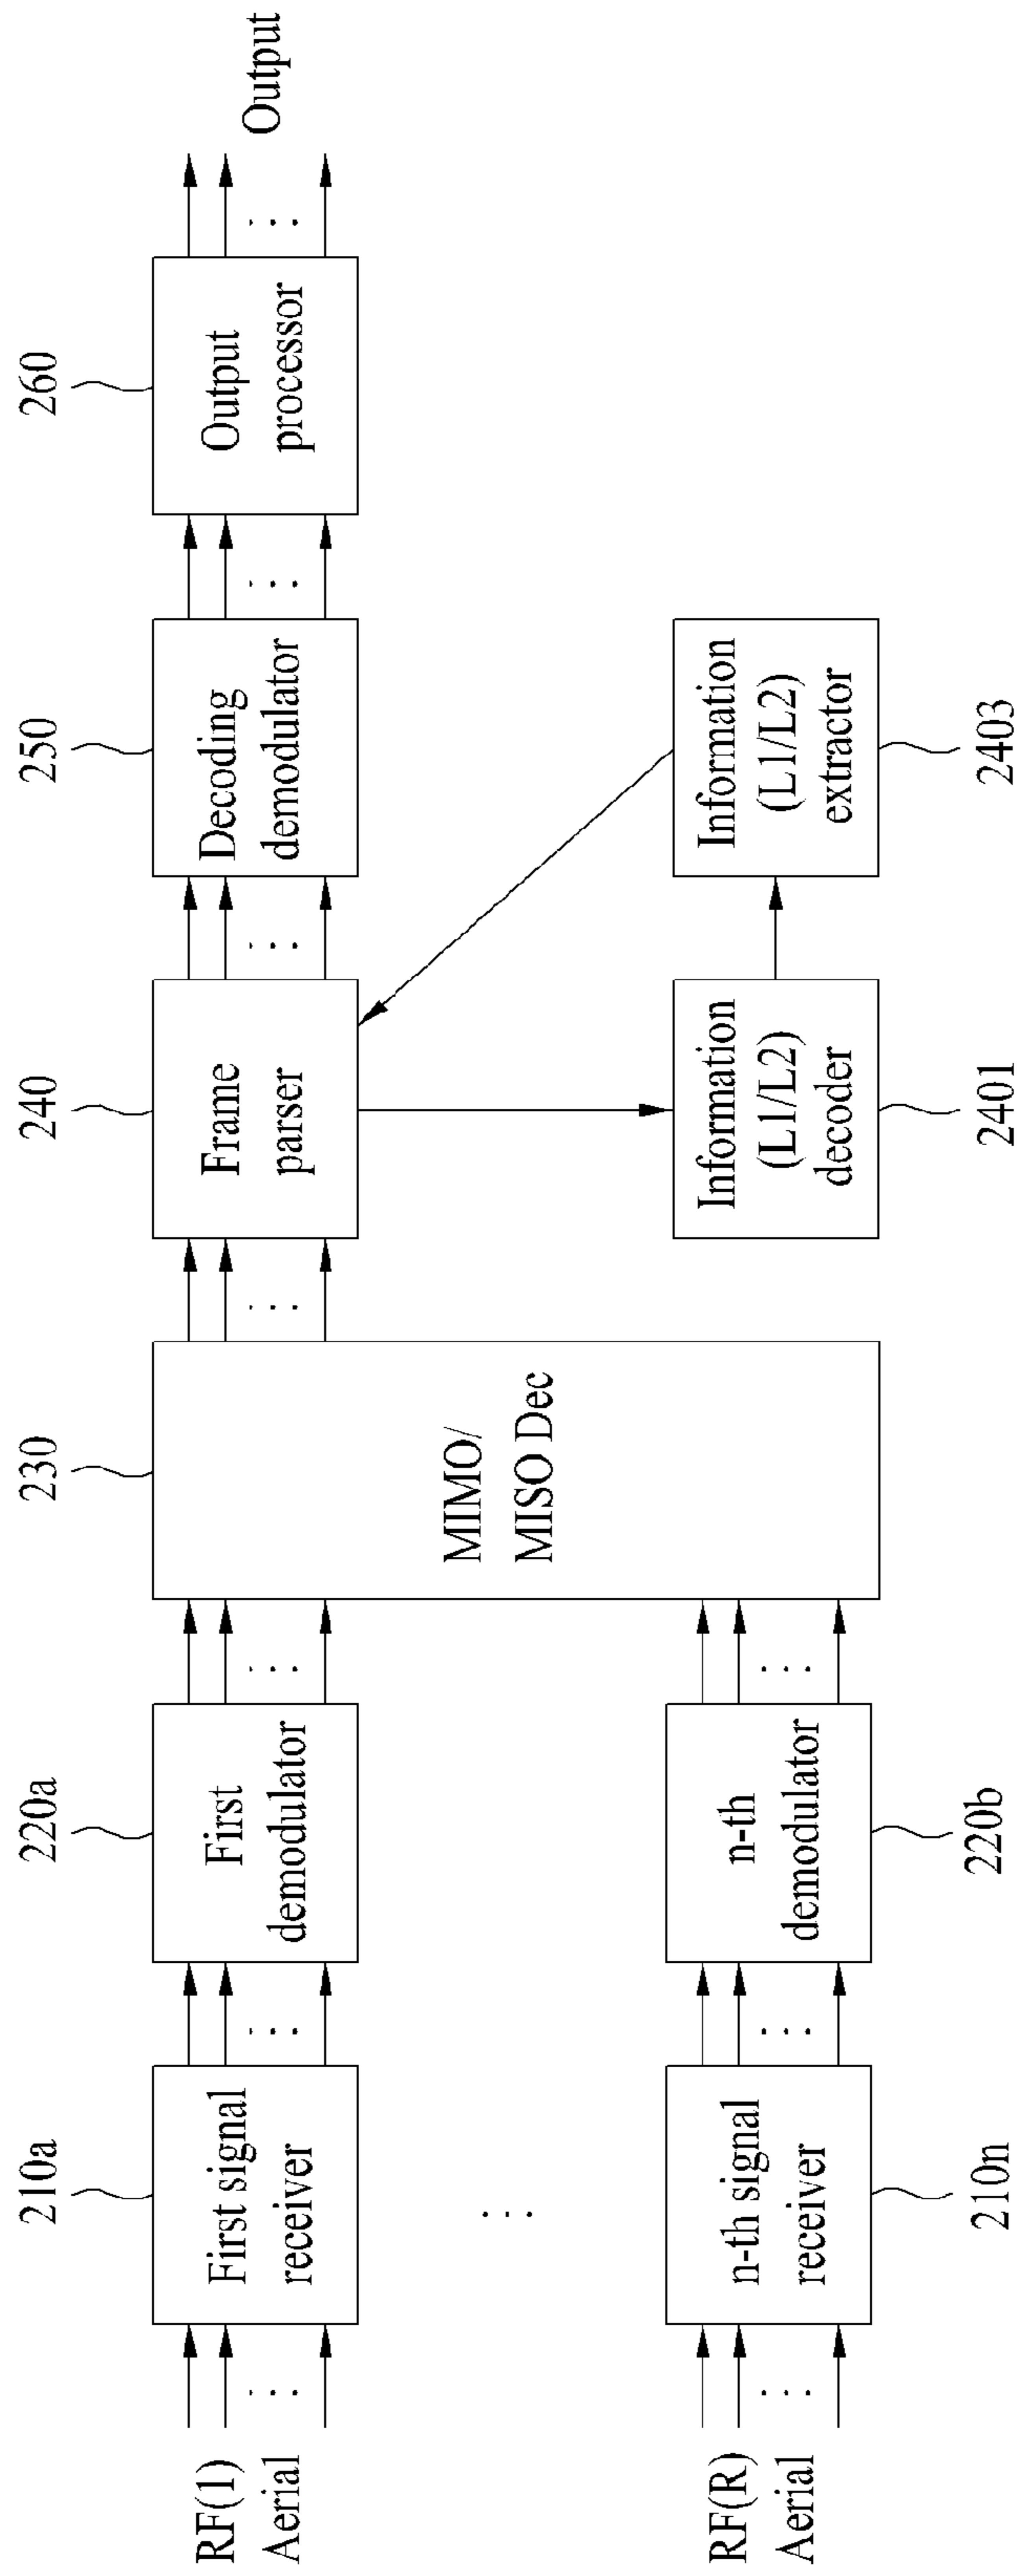 210a
220a
230
240
250
260
RF(1)
Aerial
First signal
receiver
First
demodulator
MIMO/
MISO Dec
Frame
parser
Decoding
demodulator
Output
processor
Output
...
RF(R)
Aerial
n-th signal
receiver
n-th
demodulator
Information
(L1/L2)
decoder
Information
(L1/L2)
extractor
210n
220b
2401
2403